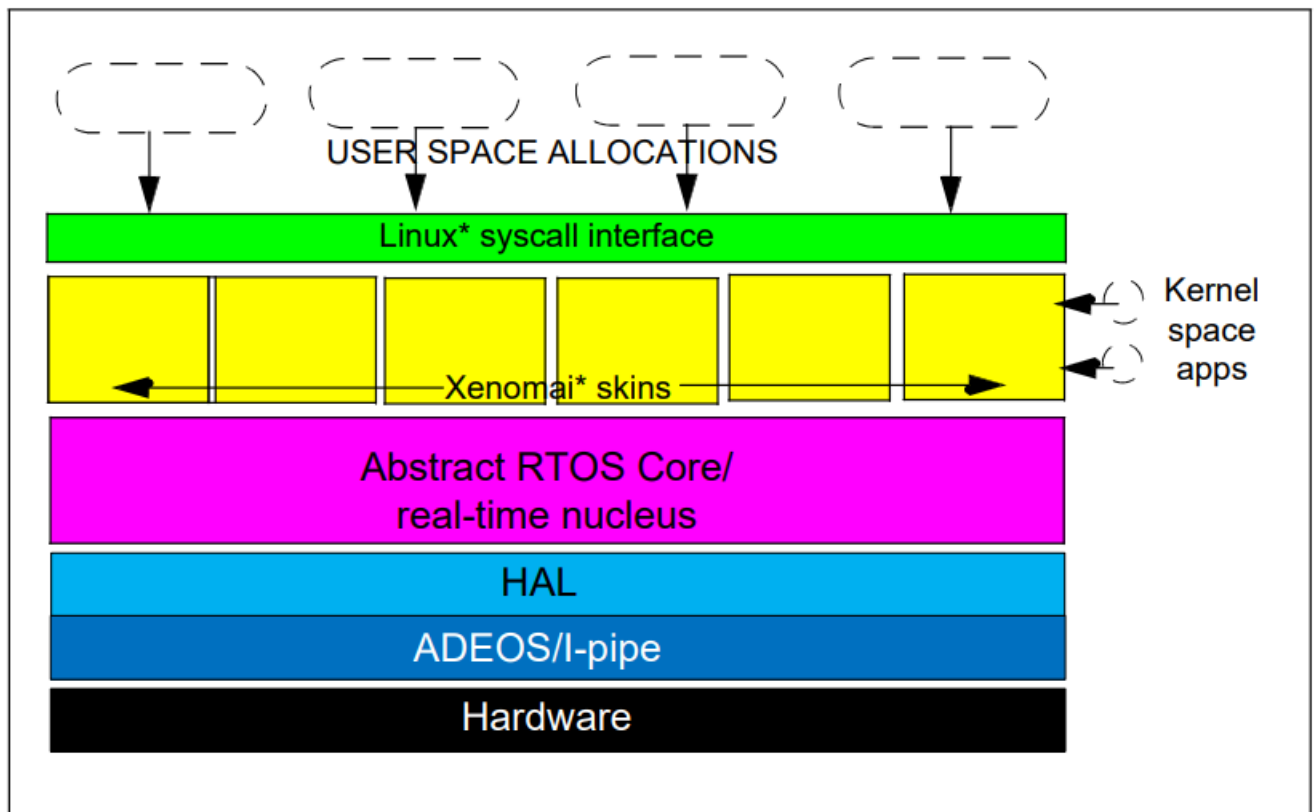 USER SPACE ALLOCATIONS
Linux* syscall interface
Kernel
space
apps
Xenomai* skins
Abstract RTOS Core/
real-time nucleus
HAL
ADEOS/I-pipe
Hardware